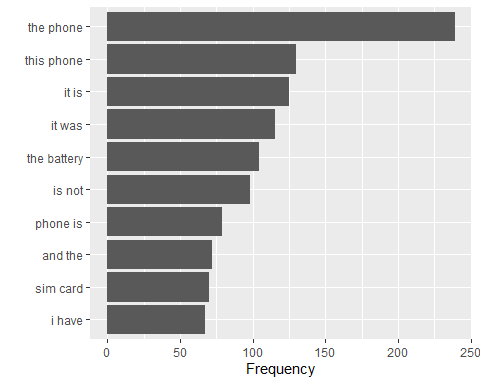 the phone
this phone
it is
it was
the battery
is not
phone is
and the
sim card
i have
0 50 100 150 200 250
Frequency